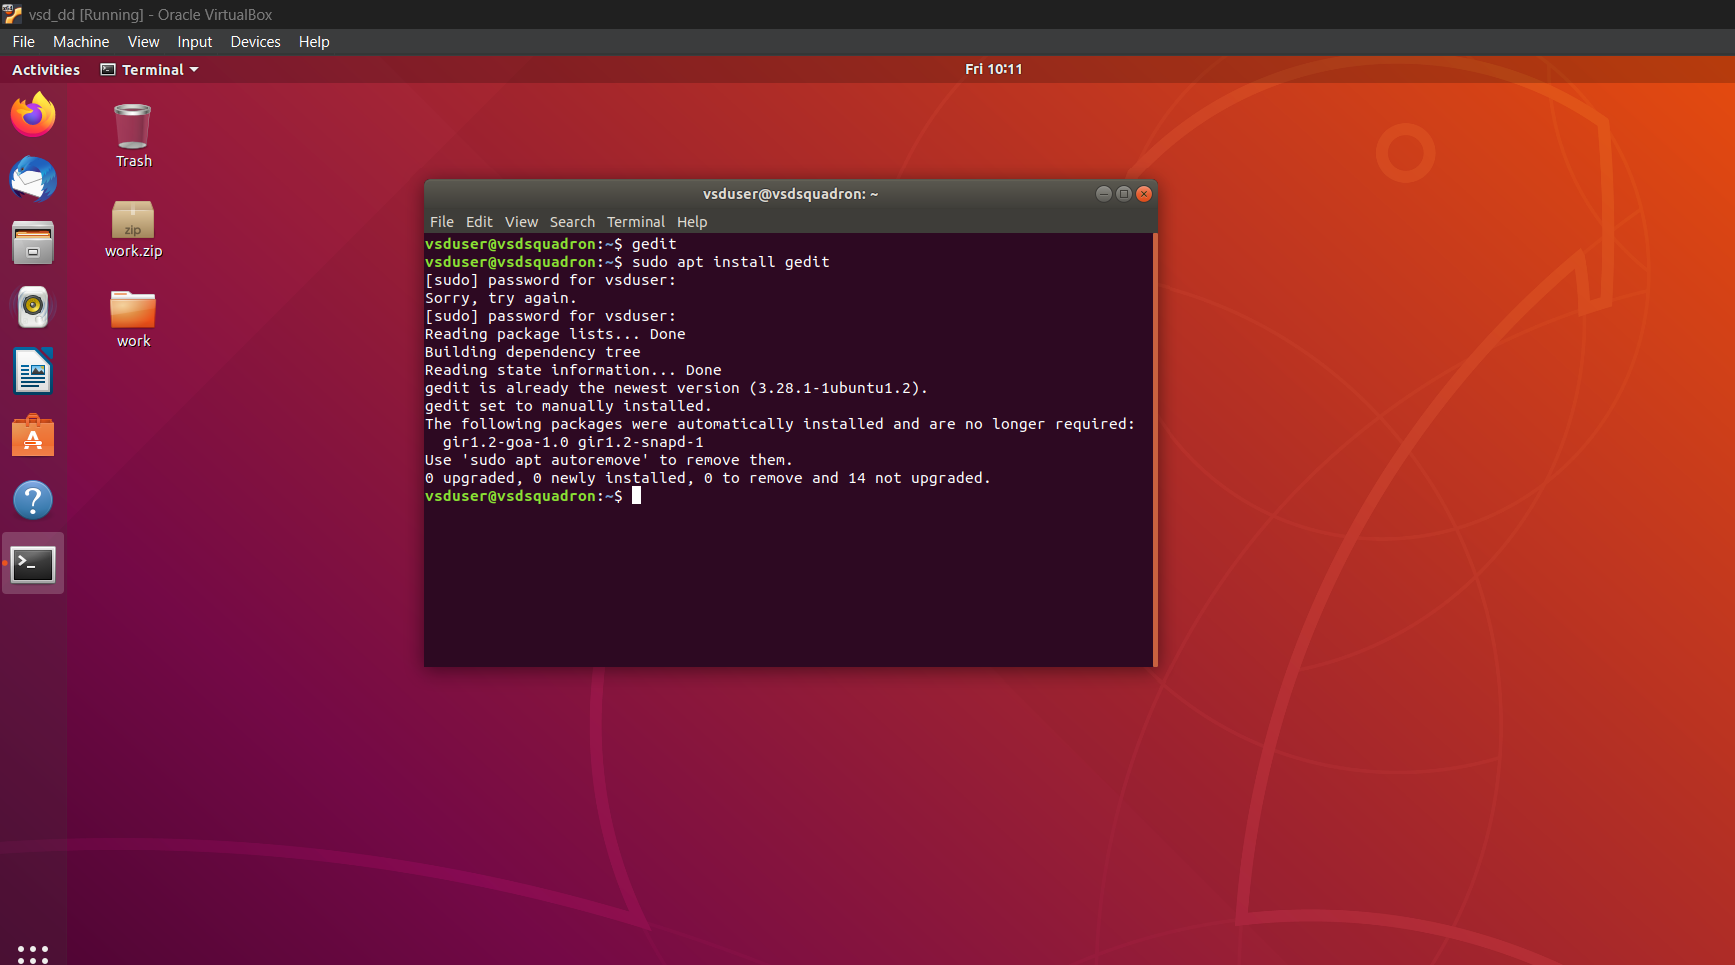 vsd_dd [Running] - Oracle VirtualBox
File Machine View Input Devices Help
Activities Terminal Fri 10:11
Trash
zip
work.zip
work
vsduser@vsdsquadron: ~
File Edit View Search Terminal Help
vsduser@vsdsquadron:~$ gedit
vsduser@vsdsquadron:~$ sudo apt install gedit
[sudo] password for vsduser:
Sorry, try again.
[sudo] password for vsduser:
Reading package lists... Done
Building dependency tree
Reading state information... Done
gedit is already the newest version (3.28.1-1ubuntu1.2).
gedit set to manually installed.
The following packages were automatically installed and are no longer required:
  gir1.2-goa-1.0 gir1.2-snapd-1
Use 'sudo apt autoremove' to remove them.
0 upgraded, 0 newly installed, 0 to remove and 14 not upgraded.
vsduser@vsdsquadron:~$